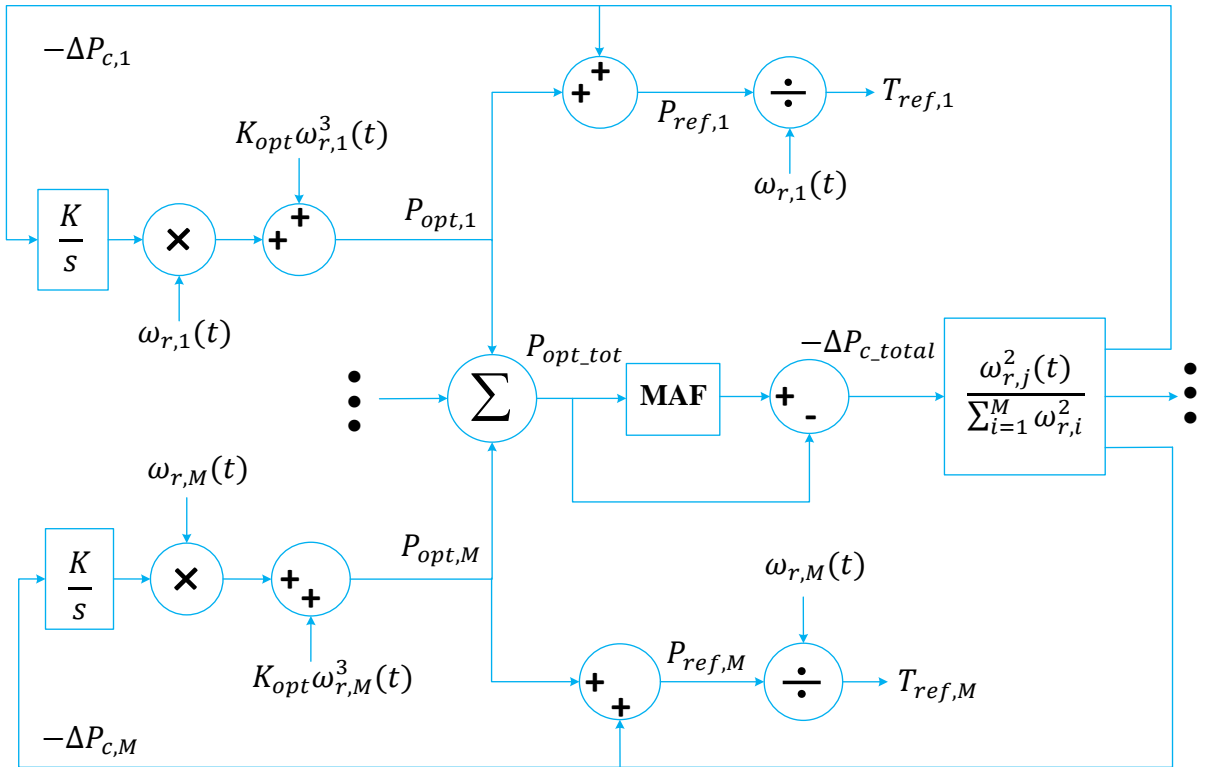 −ΔP_{c,1}
+
+
÷
T_{ref,1}
P_{ref,1}
K_{opt}ω_{r,1}^3(t)
ω_{r,1}(t)
P_{opt,1}
K
s
×
+
+
ω_{r,1}(t)
P_{opt_tot}
−ΔP_{c_total}
∑
MAF
+
-
ω_{r,j}^2(t)
∑_{i=1}^{M} ω_{r,i}^2
ω_{r,M}(t)
P_{opt,M}
ω_{r,M}(t)
K
s
×
+
+
P_{ref,M}
K_{opt}ω_{r,M}^3(t)
+
+
÷
T_{ref,M}
−ΔP_{c,M}